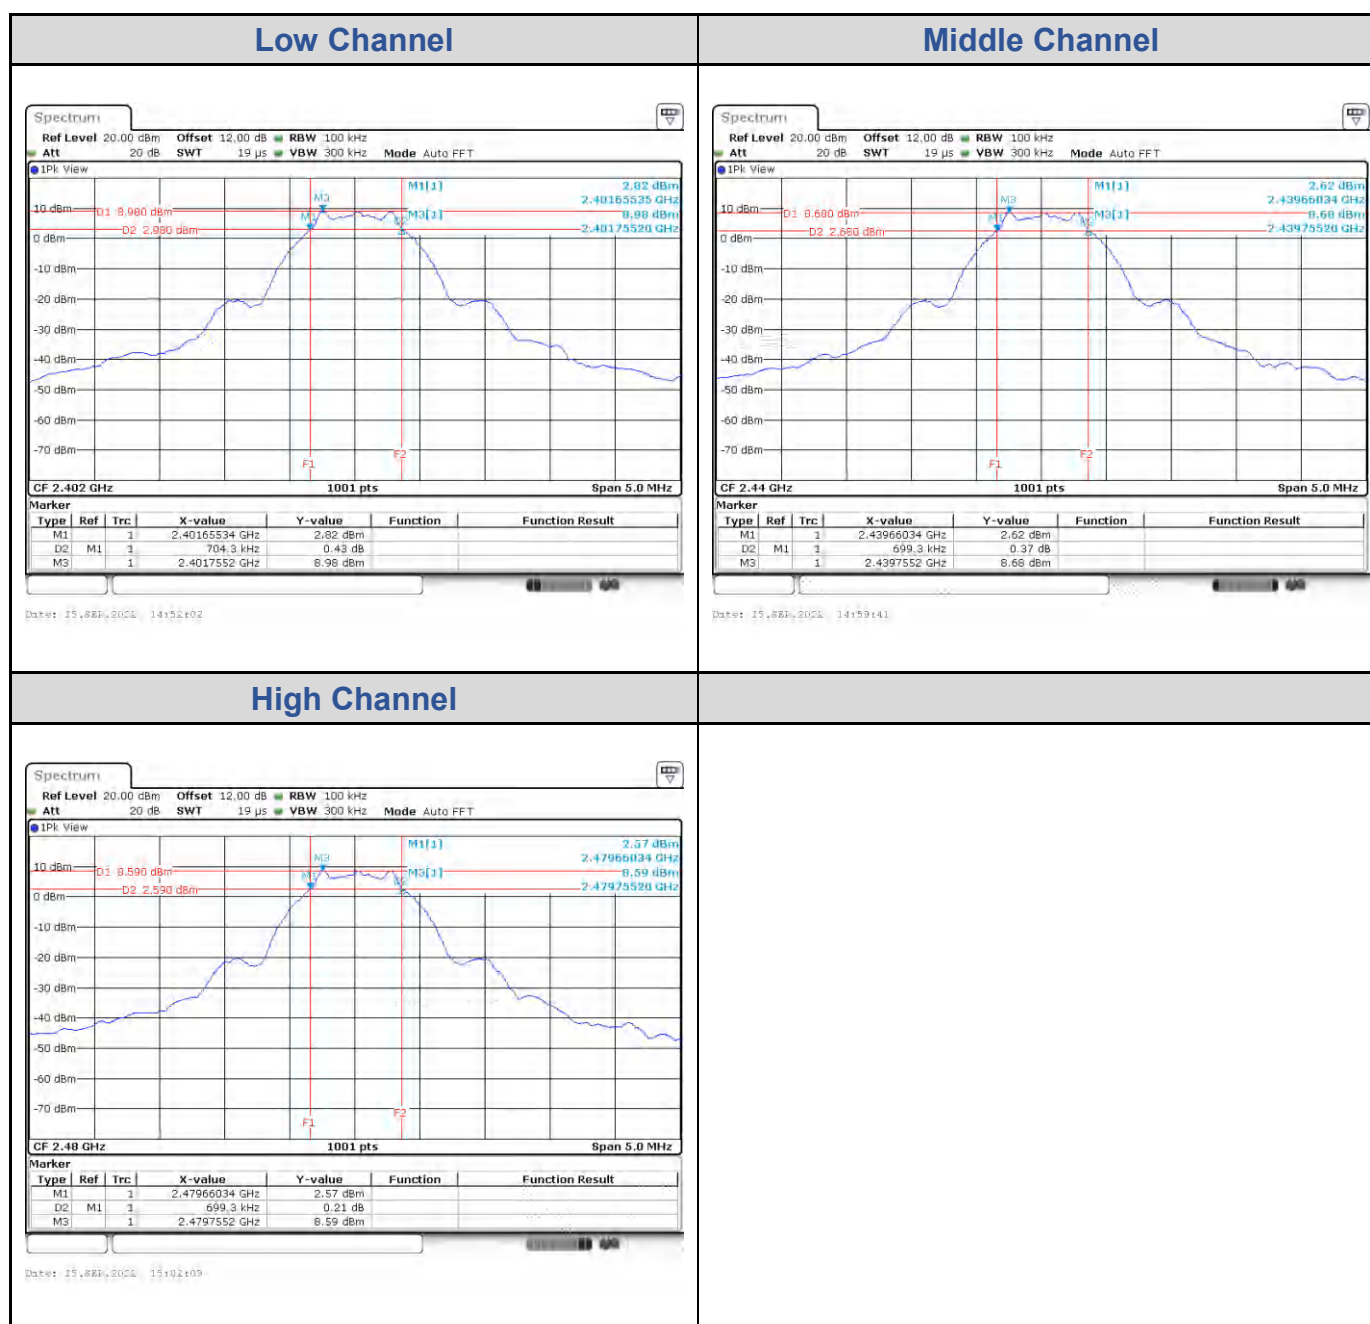 Low Channel
Middle Channel
Spectrum
Ref Level 20.00 dBm Offset 12.00 dB RBW 100 kHz
Att 20 dB SWT 19 µs VBW 300 kHz Mode Auto FFT
1Pk View
M1[1] 2.82 dBm
2.40165535 GHz
M3[1] 8.98 dBm
2.40175520 GHz
M3
M1
D1 8.980 dBm
D2 2.980 dBm
10 dBm
0 dBm
-10 dBm
-20 dBm
-30 dBm
-40 dBm
-50 dBm
-60 dBm
-70 dBm
F1
F2
CF 2.402 GHz 1001 pts Span 5.0 MHz
Marker
Type Ref Trc X-value Y-value Function Function Result
M1 1 2.40165534 GHz 2.82 dBm
D2 M1 1 704.3 kHz 0.43 dB
M3 1 2.4017552 GHz 8.98 dBm
14:52:02
Spectrum
Ref Level 20.00 dBm Offset 12.00 dB RBW 100 kHz
Att 20 dB SWT 19 µs VBW 300 kHz Mode Auto FFT
1Pk View
M1[1] 2.62 dBm
2.43966034 GHz
M3[1] 8.68 dBm
2.43975520 GHz
M3
M1
D1 8.680 dBm
D2 2.680 dBm
10 dBm
0 dBm
-10 dBm
-20 dBm
-30 dBm
-40 dBm
-50 dBm
-60 dBm
-70 dBm
F1
F2
CF 2.44 GHz 1001 pts Span 5.0 MHz
Marker
Type Ref Trc X-value Y-value Function Function Result
M1 1 2.43966034 GHz 2.62 dBm
D2 M1 1 699.3 kHz 0.37 dB
M3 1 2.4397552 GHz 8.68 dBm
14:59:41
High Channel
Spectrum
Ref Level 20.00 dBm Offset 12.00 dB RBW 100 kHz
Att 20 dB SWT 19 µs VBW 300 kHz Mode Auto FFT
1Pk View
M1[1] 2.57 dBm
2.47966034 GHz
M3[1] 8.59 dBm
2.47975520 GHz
M3
M1
D1 8.590 dBm
D2 2.590 dBm
10 dBm
0 dBm
-10 dBm
-20 dBm
-30 dBm
-40 dBm
-50 dBm
-60 dBm
-70 dBm
F1
F2
CF 2.48 GHz 1001 pts Span 5.0 MHz
Marker
Type Ref Trc X-value Y-value Function Function Result
M1 1 2.47966034 GHz 2.57 dBm
D2 M1 1 699.3 kHz 0.21 dB
M3 1 2.4797552 GHz 8.59 dBm
15:02:09